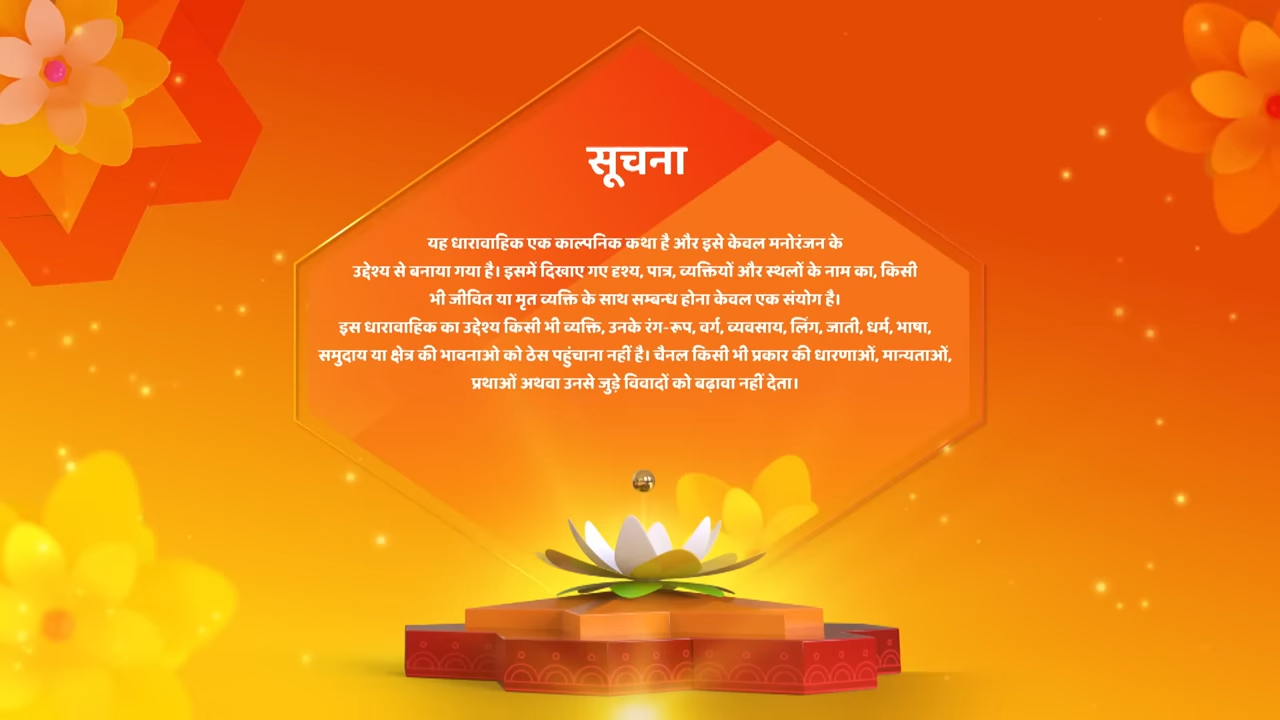 सूचना
यह धारावाहिक एक काल्पनिक कथा है और इसे केवल मनोरंजन के
उद्देश्य से बनाया गया है। इसमें दिखाए गए दृश्य, पात्र, व्यक्तियों और स्थलों के नाम का, किसी
भी जीवित या मृत व्यक्ति के साथ सम्बन्ध होना केवल एक संयोग है।
इस धारावाहिक का उद्देश्य किसी भी व्यक्ति, उनके रंग-रूप, वर्ग, व्यवसाय, लिंग, जाती, धर्म, भाषा,
समुदाय या क्षेत्र की भावनाओ को ठेस पहुंचाना नहीं है। चैनल किसी भी प्रकार की धारणाओं, मान्यताओं,
प्रथाओं अथवा उनसे जुड़े विवादों को बढ़ावा नहीं देता।